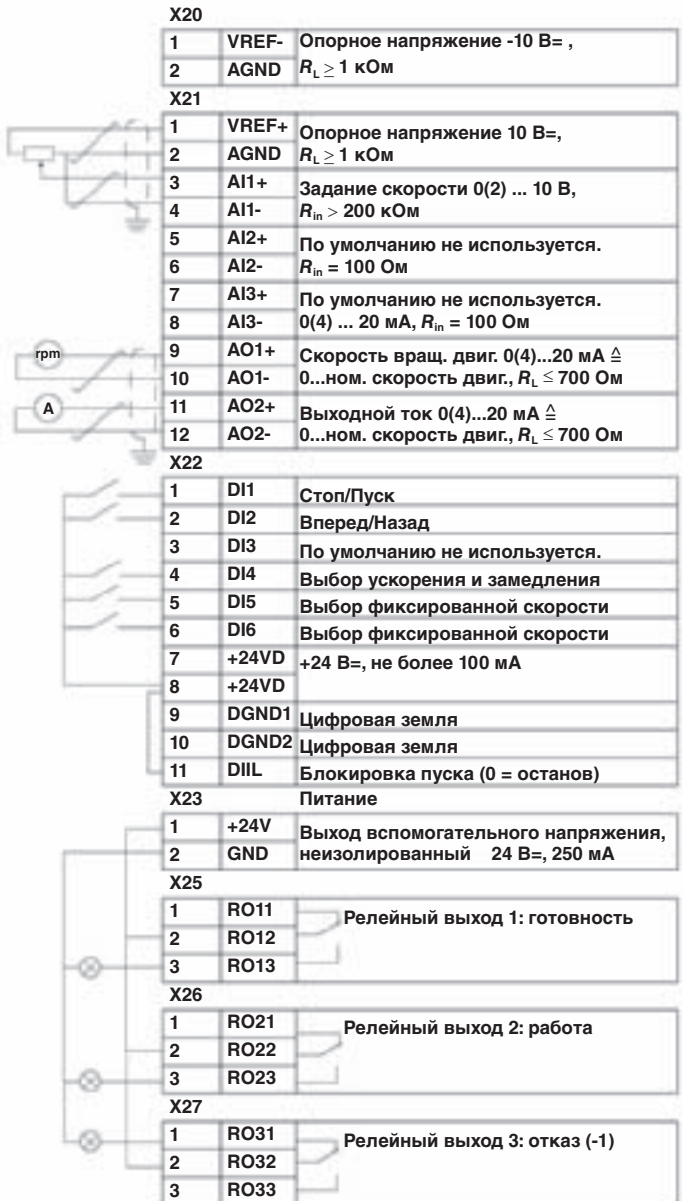 X20
1 VREF- Опорное напряжение -10 В= ,
2 AGND RL ≥ 1 кОм
X21
1 VREF+ Опорное напряжение 10 В=,
2 AGND RL ≥ 1 кОм
3 AI1+ Задание скорости 0(2) ... 10 В,
4 AI1- Rin > 200 кОм
5 AI2+ По умолчанию не используется.
6 AI2- Rin = 100 Ом
7 AI3+ По умолчанию не используется.
8 AI3- 0(4) ... 20 мА, Rin = 100 Ом
rpm 9 AO1+ Скорость вращ. двиг. 0(4)...20 мА ≙
10 AO1- 0...ном. скорость двиг., RL ≤ 700 Ом
A 11 AO2+ Выходной ток 0(4)...20 мА ≙
12 AO2- 0...ном. скорость двиг., RL ≤ 700 Ом
X22
1 DI1 Стоп/Пуск
2 DI2 Вперед/Назад
3 DI3 По умолчанию не используется.
4 DI4 Выбор ускорения и замедления
5 DI5 Выбор фиксированной скорости
6 DI6 Выбор фиксированной скорости
7 +24VD +24 В=, не более 100 мА
8 +24VD
9 DGND1 Цифровая земля
10 DGND2 Цифровая земля
11 DIIL Блокировка пуска (0 = останов)
X23 Питание
1 +24V Выход вспомогательного напряжения,
2 GND неизолированный 24 В=, 250 мА
X25
1 RO11 Релейный выход 1: готовность
2 RO12
3 RO13
X26
1 RO21 Релейный выход 2: работа
2 RO22
3 RO23
X27
1 RO31 Релейный выход 3: отказ (-1)
2 RO32
3 RO33